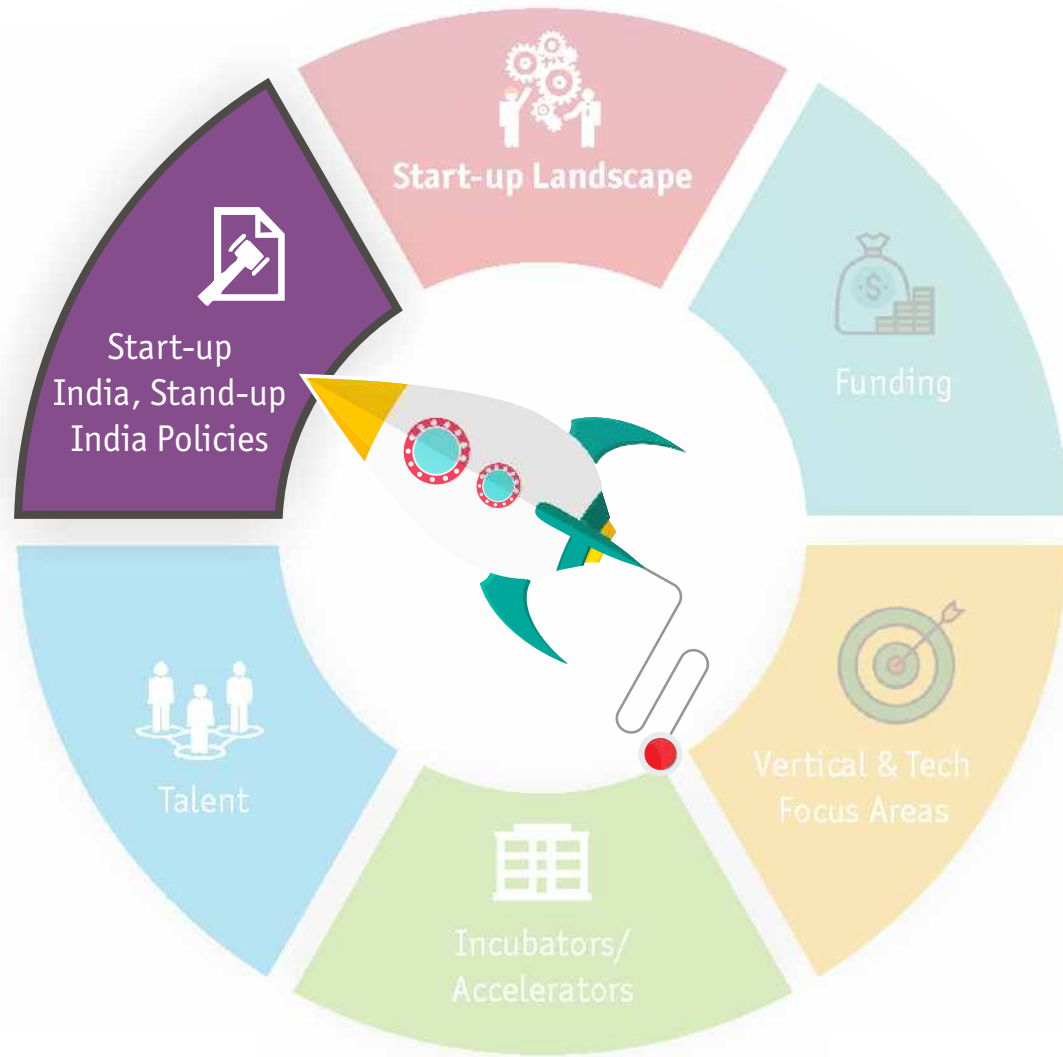 Start-up Landscape
Funding
Vertical & Tech
Focus Areas
Incubators/
Accelerators
Talent
Start-up
India, Stand-up
India Policies
$